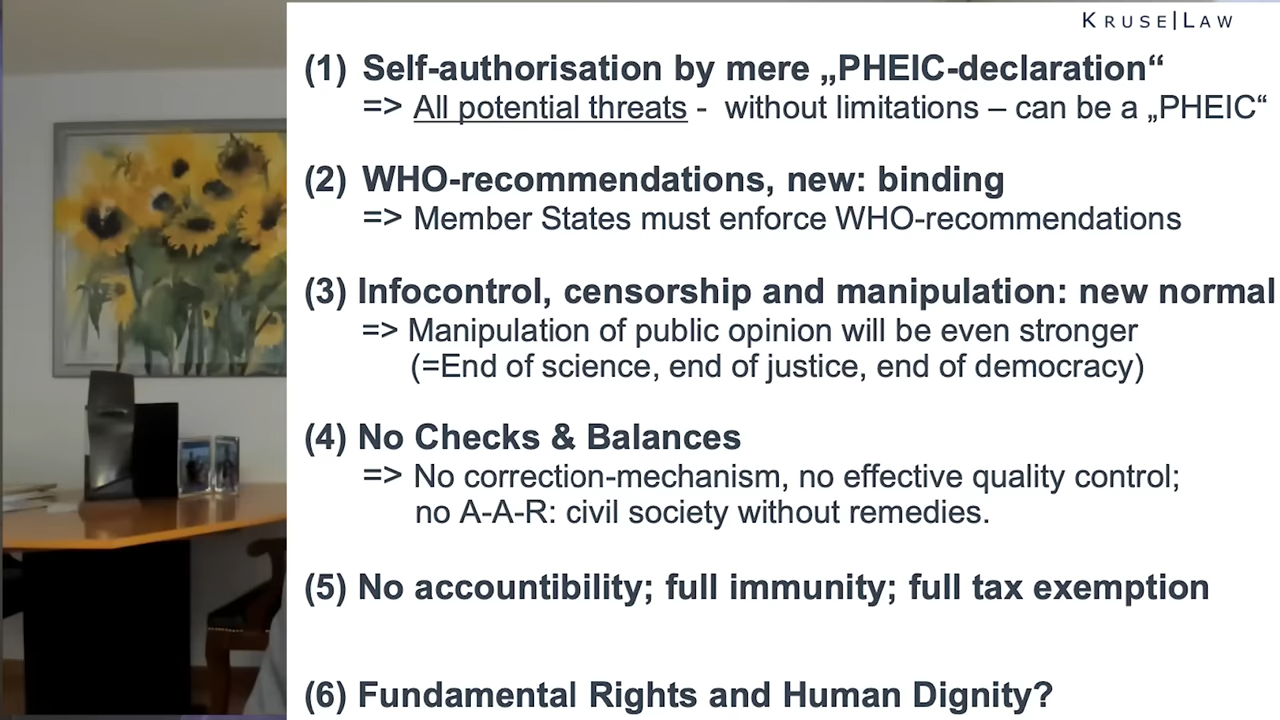 KRUSE|LAW
(1) Self-authorisation by mere „PHEIC-declaration“
=> All potential threats - without limitations – can be a „PHEIC“
(2) WHO-recommendations, new: binding
=> Member States must enforce WHO-recommendations
(3) Infocontrol, censorship and manipulation: new normal
=> Manipulation of public opinion will be even stronger
(=End of science, end of justice, end of democracy)
(4) No Checks & Balances
=> No correction-mechanism, no effective quality control;
no A-A-R: civil society without remedies.
(5) No accountibility; full immunity; full tax exemption
(6) Fundamental Rights and Human Dignity?